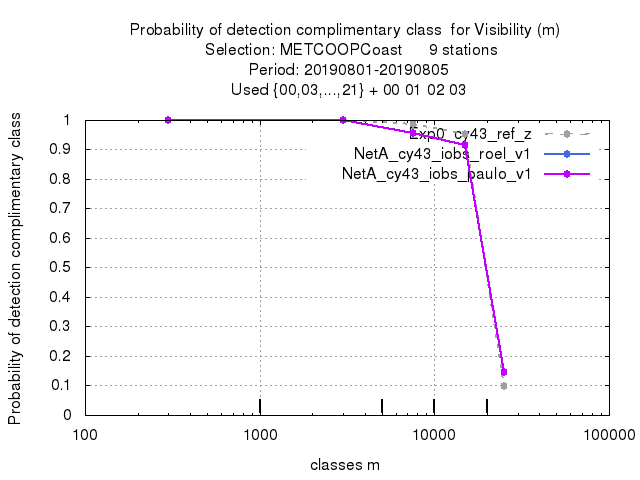 Probability of detection complimentary class  for Visibility (m)
Selection: METCOOPCoast      9 stations
Period: 20190801-20190805
Used {00,03,...,21} + 00 01 02 03
Probability of detection complimentary class
1
0.9
0.8
0.7
0.6
0.5
0.4
0.3
0.2
0.1
0
Exp0_cy43_ref_z
NetA_cy43_iobs_roel_v1
NetA_cy43_iobs_paulo_v1
100
1000
10000
100000
classes m